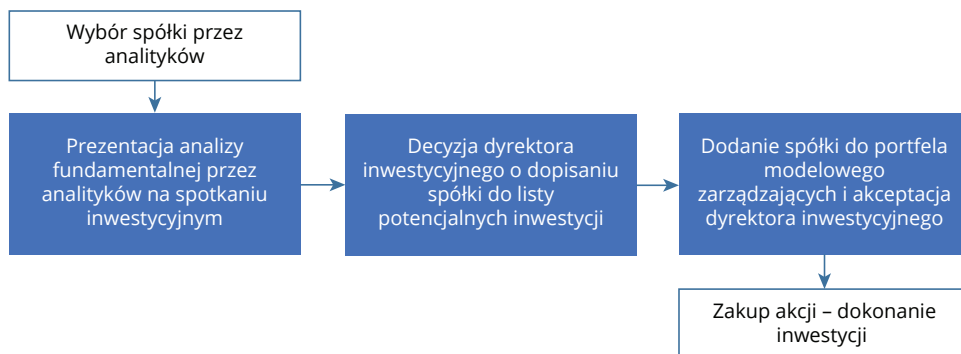 Wybór spółki przez
analityków
Prezentacja analizy
fundamentalnej przez
analityków na spotkaniu
inwestycyjnym
Decyzja dyrektora
inwestycyjnego o dopisaniu
spółki do listy
potencjalnych inwestycji
Dodanie spółki do portfela
modelowego
zarządzających i akceptacja
dyrektora inwestycyjnego
Zakup akcji – dokonanie
inwestycji